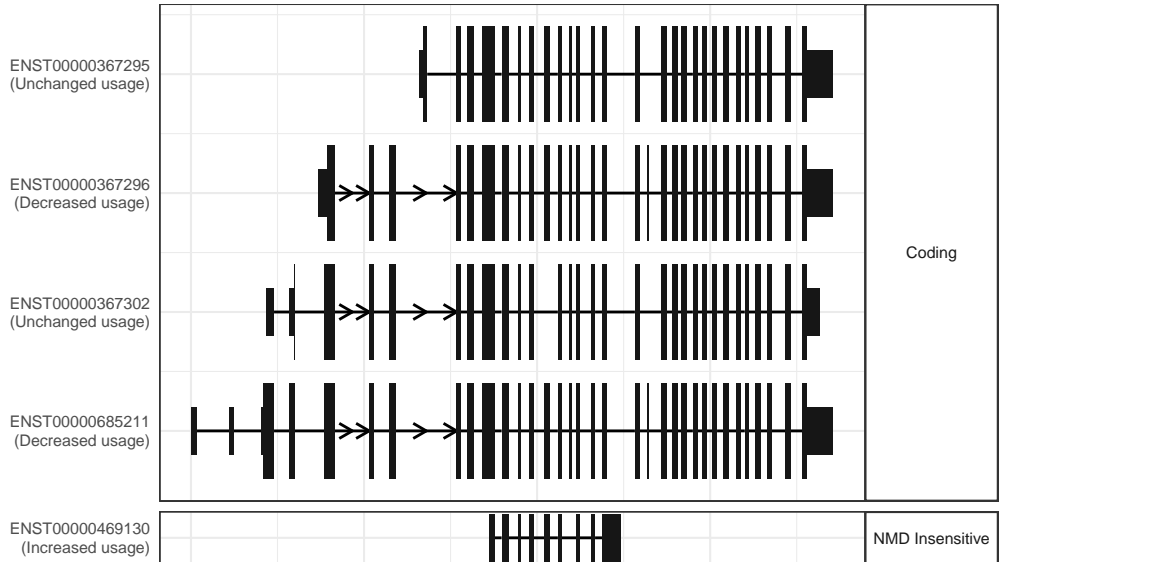 ENST00000367295
(Unchanged usage)
ENST00000367296
(Decreased usage)
Coding
ENST00000367302
(Unchanged usage)
ENST00000685211
(Decreased usage)
ENST00000469130
(Increased usage)
NMD Insensitive